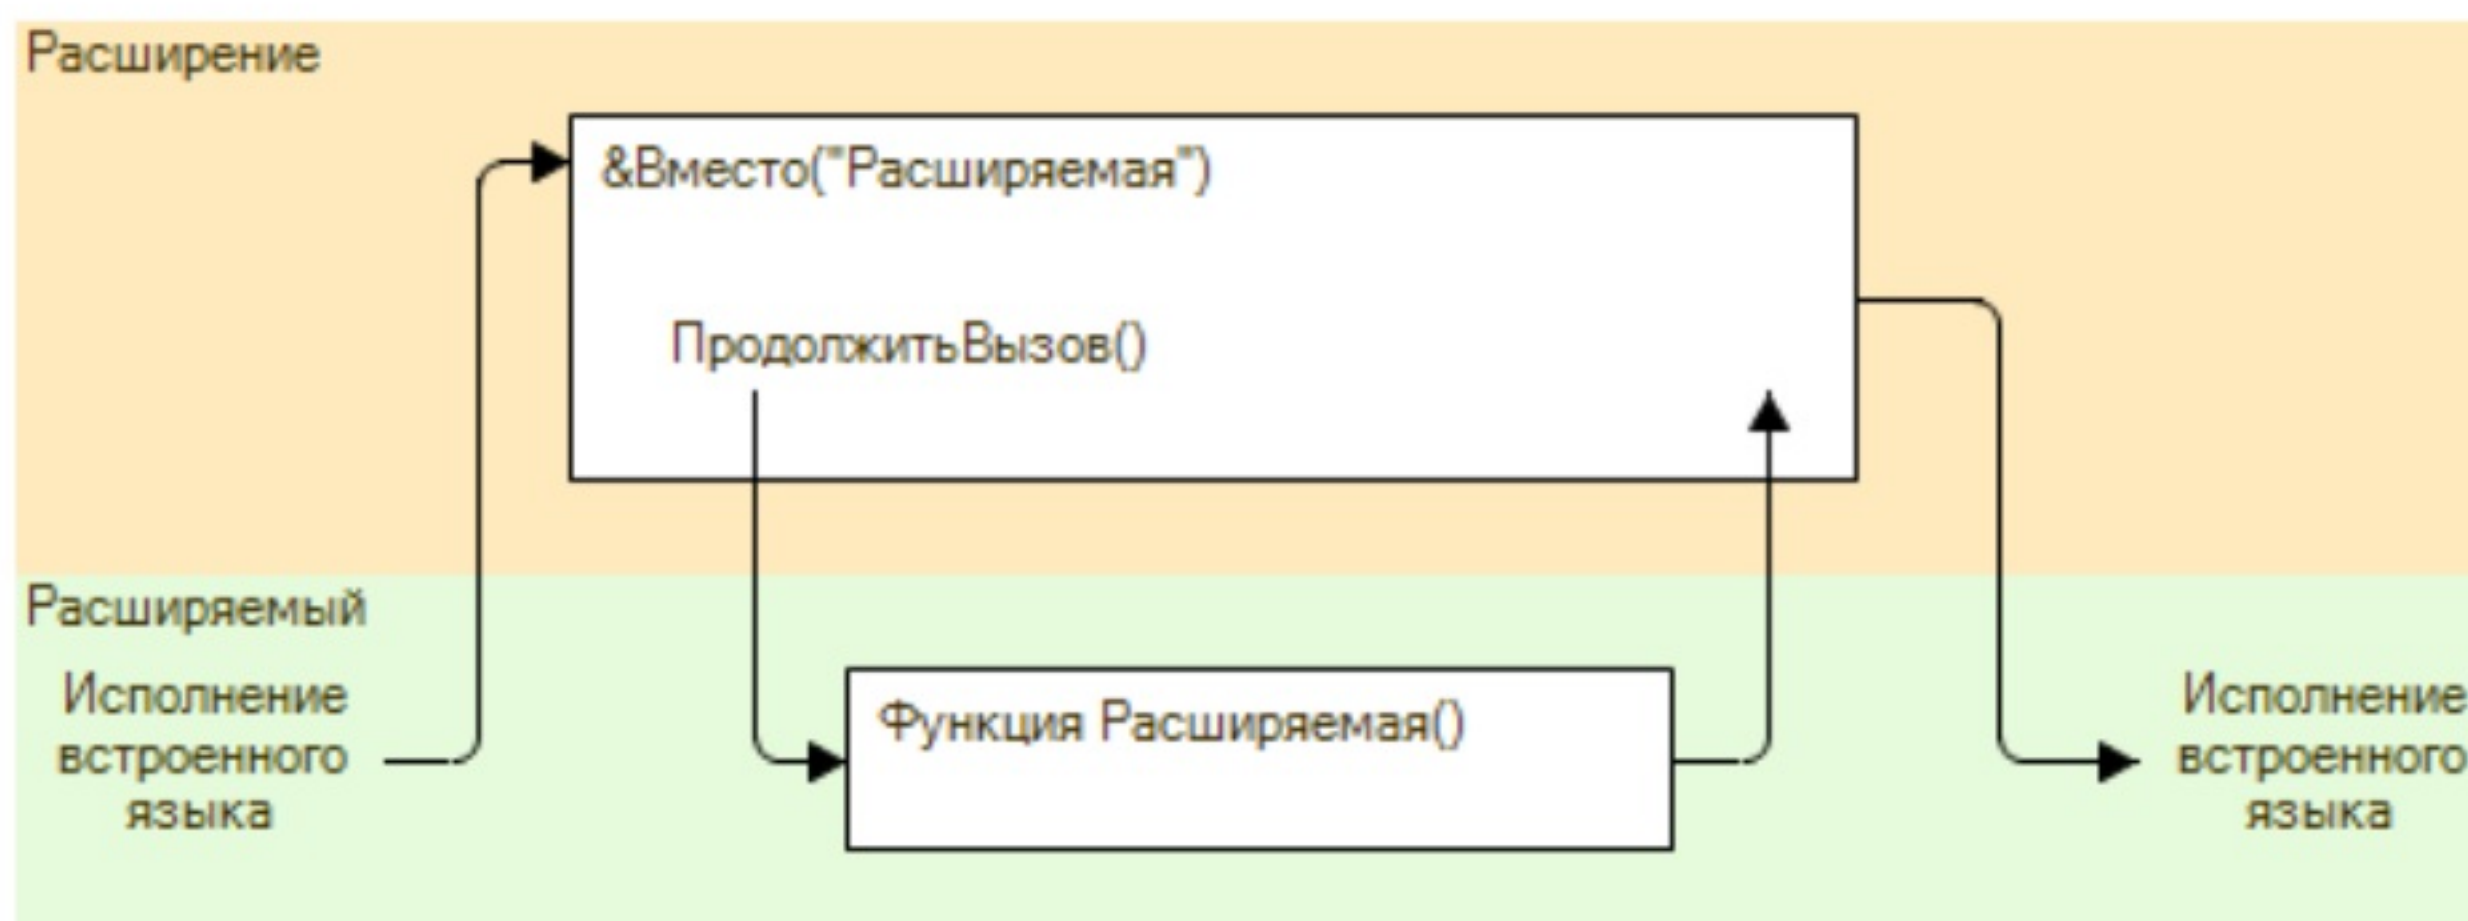 Расширение
&Вместо("Расширяемая")
ПродолжитьВызов()
Расширяемый
Исполнение
встроенного
языка
Функция Расширяемая()
Исполнение
встроенного
языка